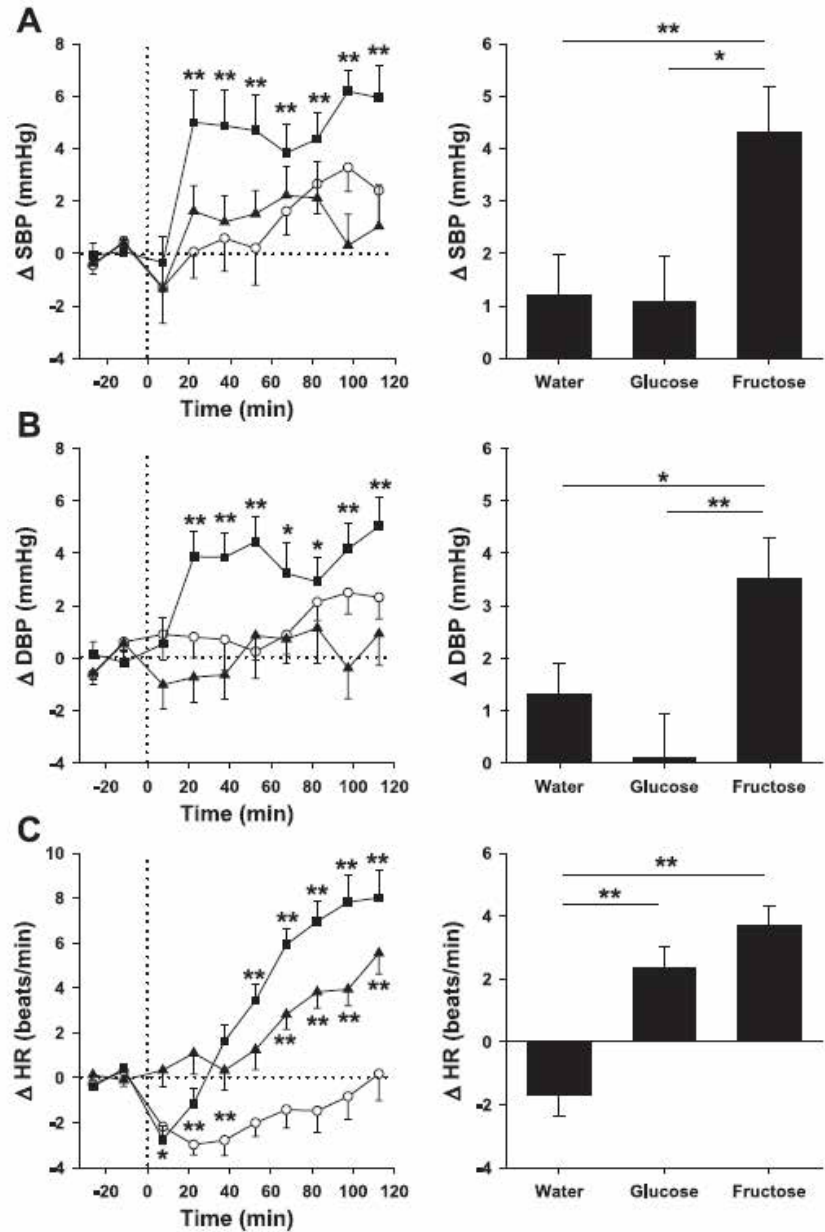 A
Δ SBP (mmHg)
8
6
4
2
0
-2
-4
** ** ** ** ** ** **
-20 0 20 40 60 80 100 120
Time (min)
Δ SBP (mmHg)
6
5
4
3
2
1
0
**
*
Water Glucose Fructose
B
Δ DBP (mmHg)
8
6
4
2
0
-2
-4
** ** ** * * ** **
-20 0 20 40 60 80 100 120
Time (min)
Δ DBP (mmHg)
6
5
4
3
2
1
0
*
**
Water Glucose Fructose
C
Δ HR (beats/min)
10
8
6
4
2
0
-2
-4
** ** ** ** **
** ** ** **
* ** **
-20 0 20 40 60 80 100 120
Time (min)
Δ HR (beats/min)
6
4
2
0
-2
-4
**
**
Water Glucose Fructose